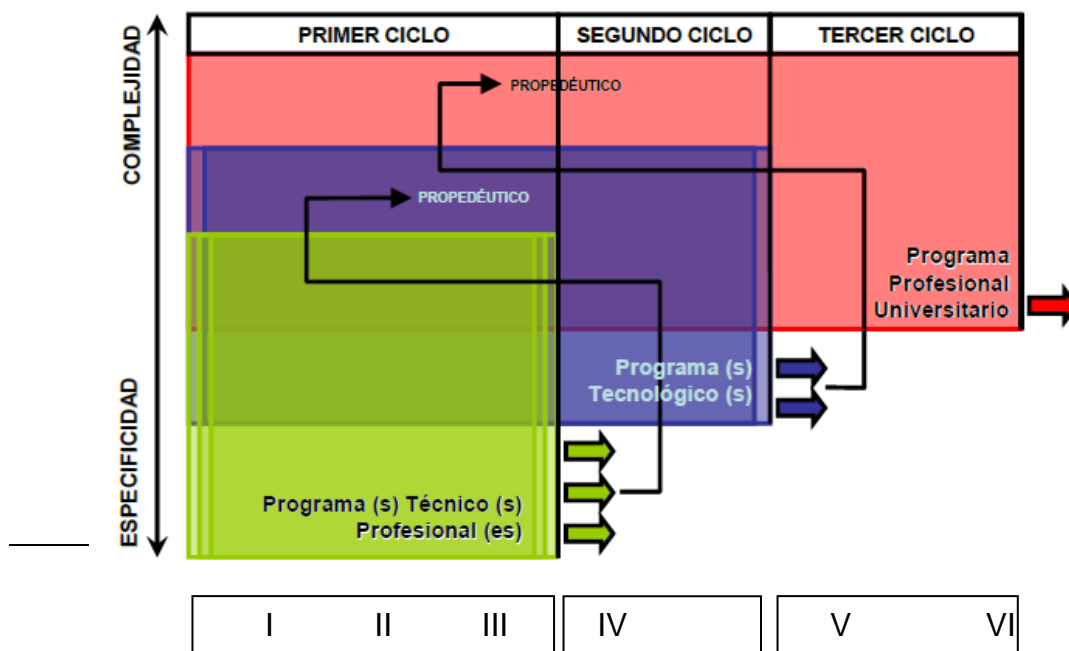 PRIMER CICLO
SEGUNDO CICLO
TERCER CICLO
COMPLEJIDAD
ESPECIFICIDAD
PROPEDÉUTICO
PROPEDÉUTICO
Programa
Profesional
Universitario
Programa (s)
Tecnológico (s)
Programa (s) Técnico (s)
Profesional (es)
I II III IV V VI